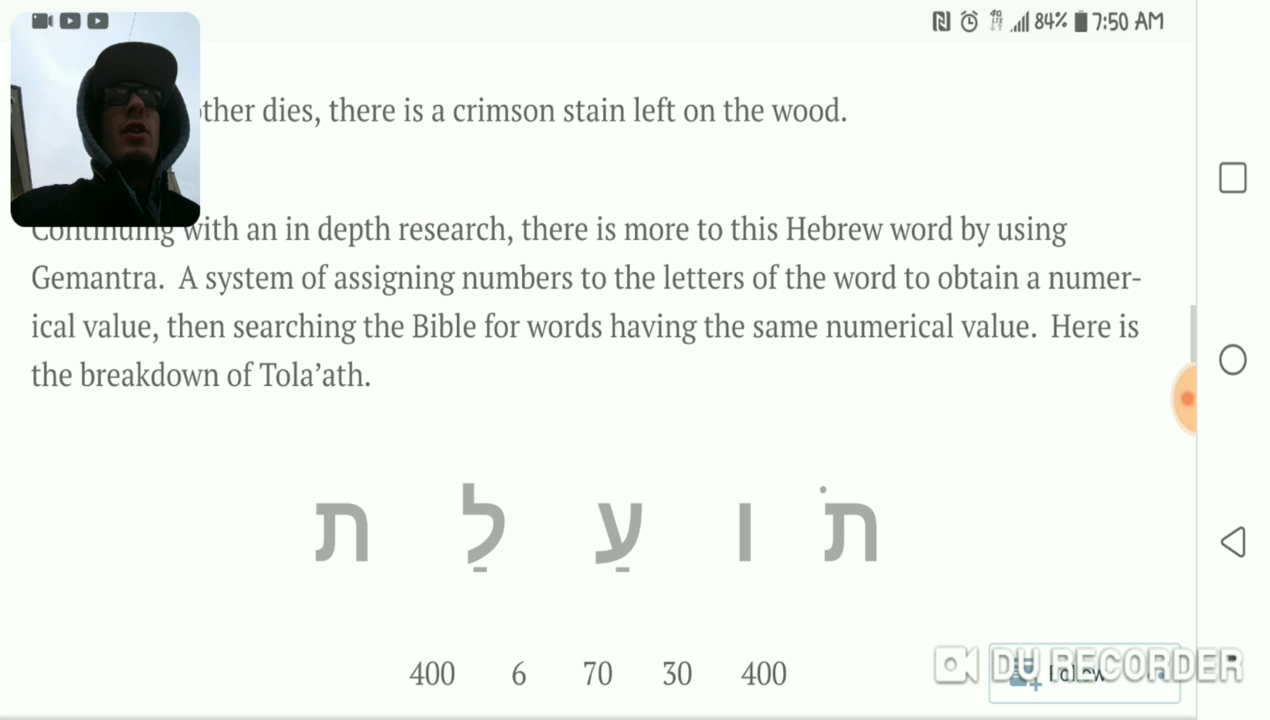 84% 7:50 AM
other dies, there is a crimson stain left on the wood.
Continuing with an in depth research, there is more to this Hebrew word by using
Gemantra. A system of assigning numbers to the letters of the word to obtain a numer-
ical value, then searching the Bible for words having the same numerical value. Here is
the breakdown of Tola’ath.
תֹ ו עַ לַ ת
400 6 70 30 400
DU RECORDER